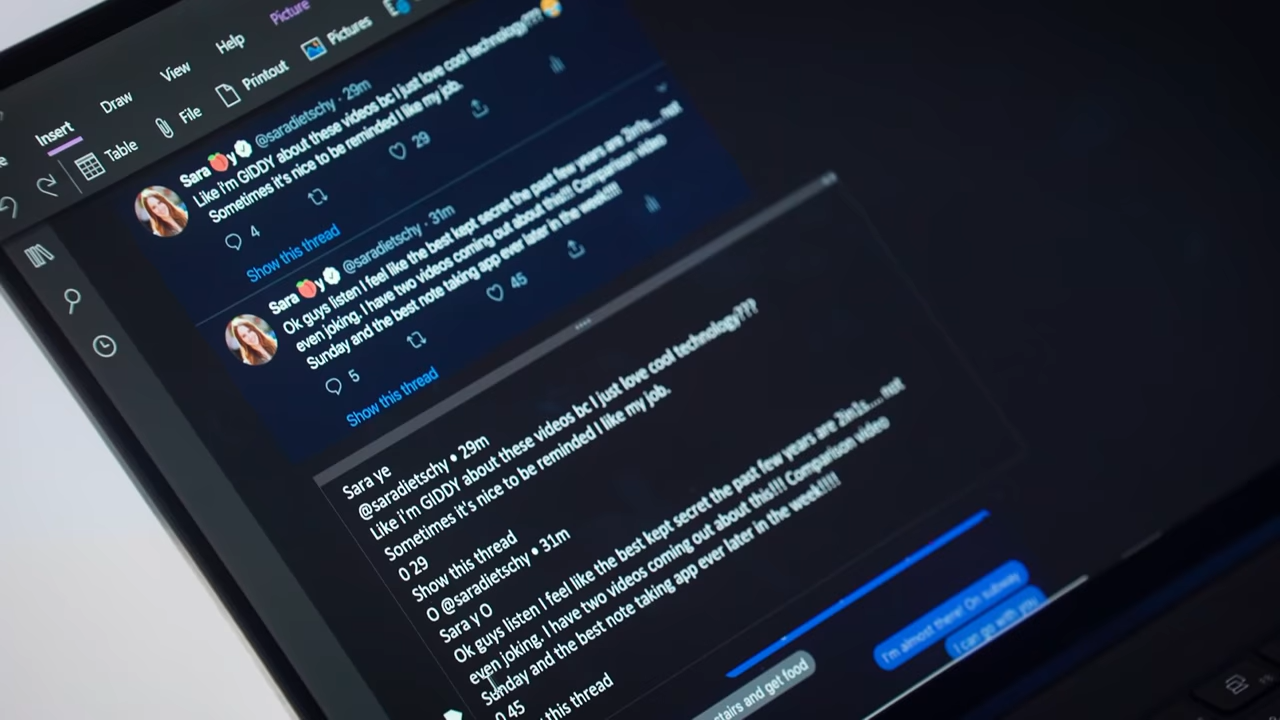 Picture
Help
View
Draw
Insert
Pictures
Printout
File
Table
Sara🍑y @saradietschy · 29m
Like i'm GIDDY about these videos bc I just love cool technology???
Sometimes it's nice to be reminded I like my job.
4 29
Show this thread
Sara🍑y @saradietschy · 31m
Ok guys listen I feel like the best kept secret the past few years are 2in1s.... not
even joking. I have two videos coming out about this!!! Comparison video
Sunday and the best note taking app ever later in the week!!!!
5 45
Show this thread
Sara ye
@saradietschy • 29m
Like i'm GIDDY about these videos bc I just love cool technology???
Sometimes it's nice to be reminded I like my job.
0 29
Show this thread
O @saradietschy • 31m
Sara y O
Ok guys listen I feel like the best kept secret the past few years are 2in1s.... not
even joking. I have two videos coming out about this!!! Comparison video
Sunday and the best note taking app ever later in the week!!!!
0 45
this thread
I'm almost there! On subway
I can go with you
and get food